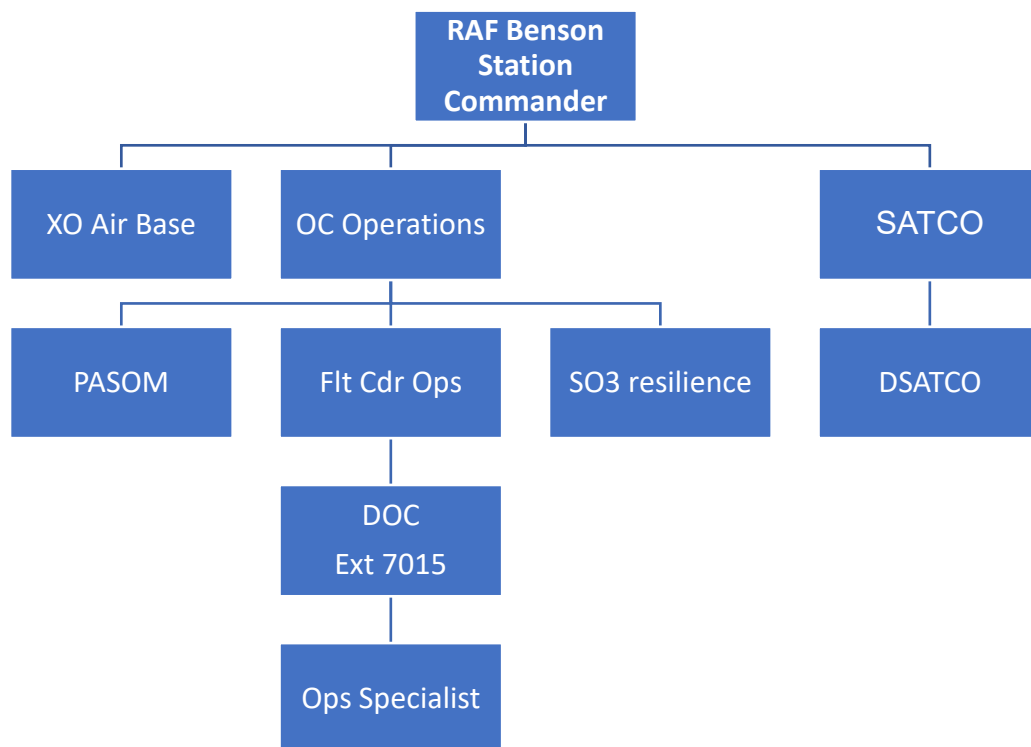 RAF Benson
Station
Commander
XO Air Base
OC Operations
SATCO
PASOM
Flt Cdr Ops
SO3 resilience
DSATCO
DOC
Ext 7015
Ops Specialist